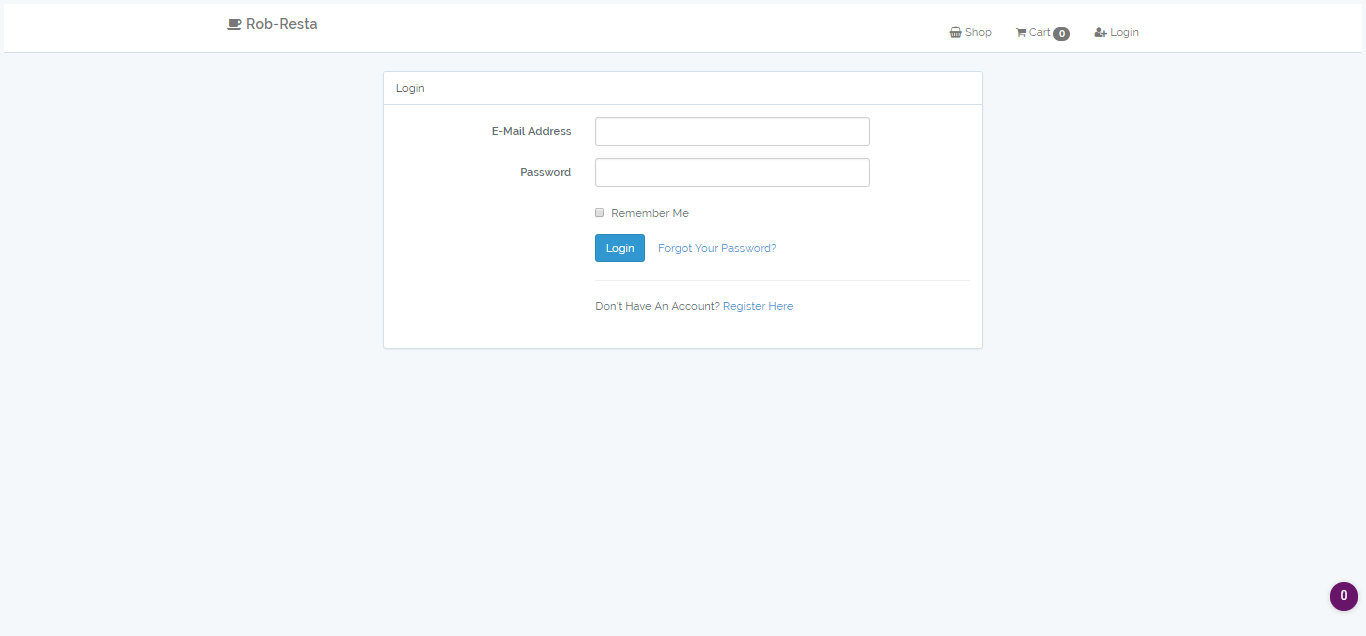 Rob-Resta
Shop
Cart 0
Login
Login
E-Mail Address
Password
Remember Me
Login
Forgot Your Password?
Don't Have An Account? Register Here
0